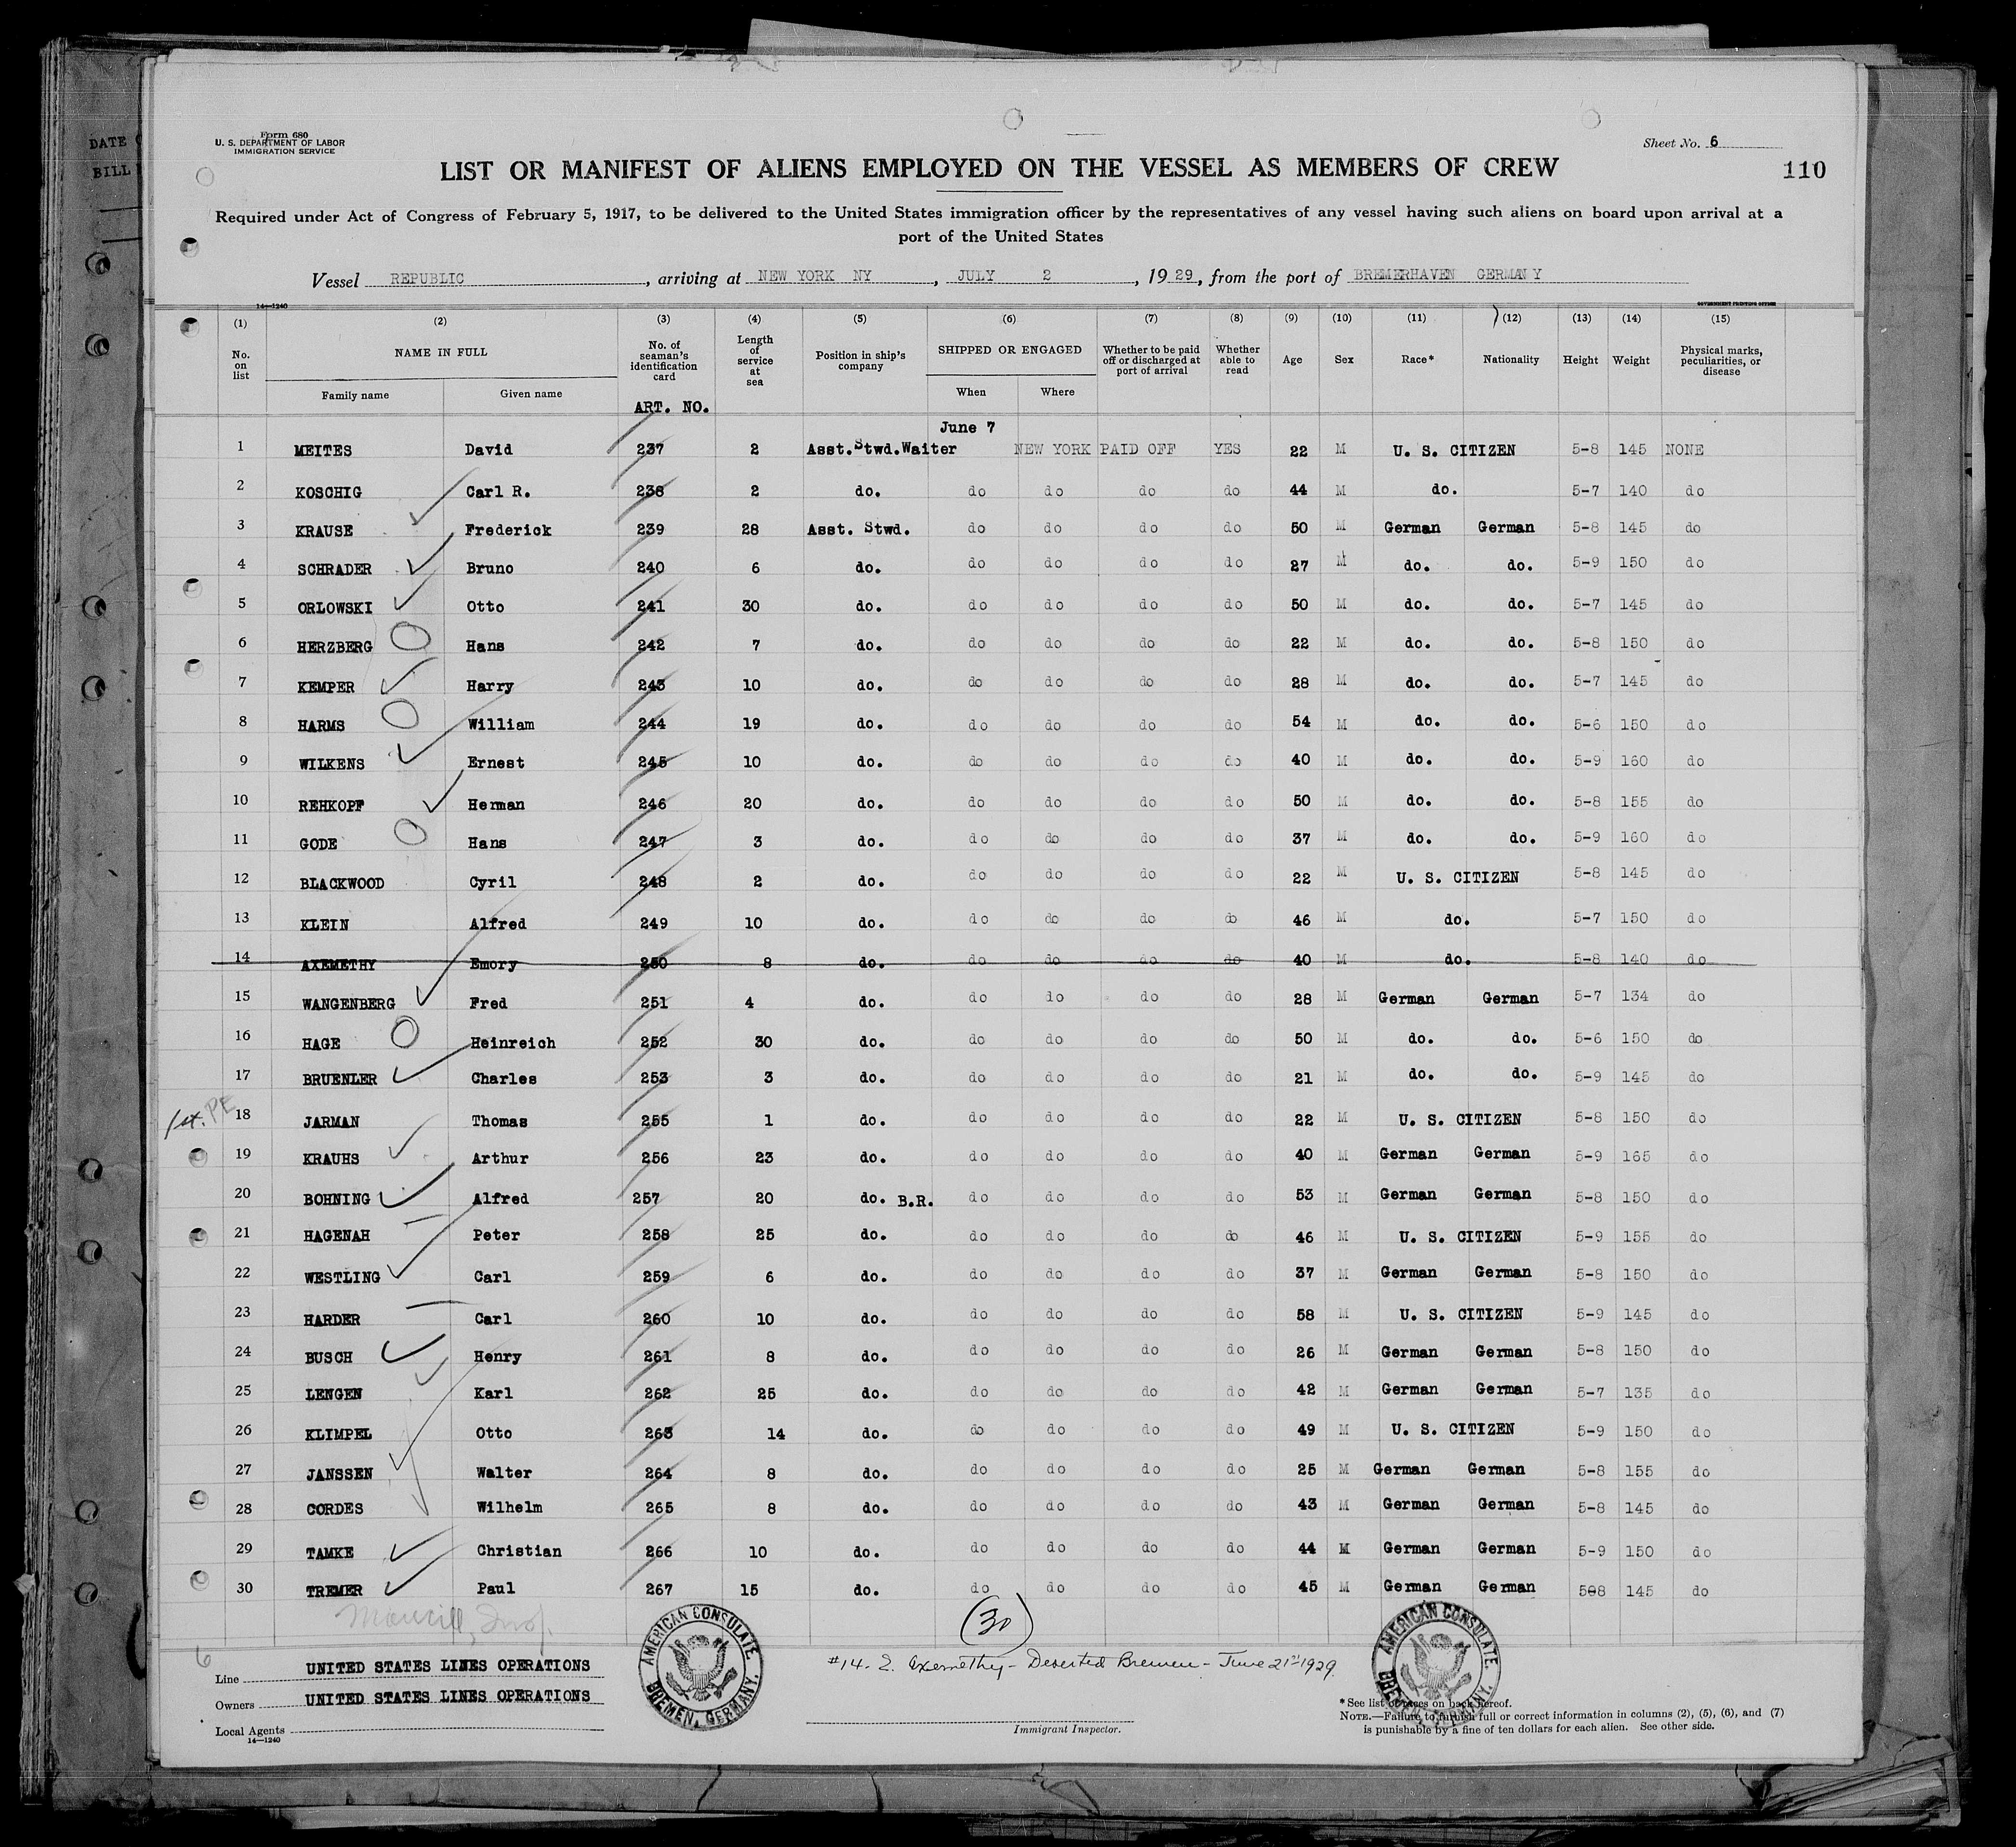 DATE
BILL
Form 680
U. S. DEPARTMENT OF LABOR
IMMIGRATION SERVICE
Sheet No. 6
LIST OR MANIFEST OF ALIENS EMPLOYED ON THE VESSEL AS MEMBERS OF CREW
110
Required under Act of Congress of February 5, 1917, to be delivered to the United States immigration officer by the representatives of any vessel having such aliens on board upon arrival at a
port of the United States
Vessel REPUBLIC, arriving at NEW YORK NY, JULY 2, 1929, from the port of BREMERHAVEN GERMANY
14—1240
GOVERNMENT PRINTING OFFICE
(1) (2) (3) (4) (5) (6) (7) (8) (9) (10) (11) (12) (13) (14) (15)
No. on list NAME IN FULL Family name Given name No. of seaman's identification card Length of service at sea Position in ship's company SHIPPED OR ENGAGED When Where Whether to be paid off or discharged at port of arrival Whether able to read Age Sex Race* Nationality Height Weight Physical marks, peculiarities, or disease
ART. NO.
June 7
1 MEITES David 237 2 Asst. Stwd. Waiter NEW YORK PAID OFF YES 22 M U. S. CITIZEN 5-8 145 NONE
2 KOSCHIG Carl R. 238 2 do. do do do do 44 M do. 5-7 140 do
3 KRAUSE Frederick 239 28 Asst. Stwd. do do do do 50 M German German 5-8 145 do
4 SCHRADER Bruno 240 6 do. do do do do 27 M do. do. 5-9 150 do
5 ORLOWSKI Otto 241 30 do. do do do do 50 M do. do. 5-7 145 do
6 HERZBERG Hans 242 7 do. do do do do 22 M do. do. 5-8 150 do
7 KEMPER Harry 243 10 do. do do do do 28 M do. do. 5-7 145 do
8 HARMS William 244 19 do. do do do do 54 M do. do. 5-6 150 do
9 WILKENS Ernest 245 10 do. do do do do 40 M do. do. 5-9 160 do
10 REHKOPF Herman 246 20 do. do do do do 50 M do. do. 5-8 155 do
11 GODE Hans 247 3 do. do do do do 37 M do. do. 5-9 160 do
12 BLACKWOOD Cyril 248 2 do. do do do do 22 M U. S. CITIZEN 5-8 145 do
13 KLEIN Alfred 249 10 do. do do do do 46 M do. 5-7 150 do
14 AXEMETHY Emory 250 8 do. do do do do 40 M do. 5-8 140 do
15 WANGENBERG Fred 251 4 do. do do do do 28 M German German 5-7 134 do
16 HAGE Heinreich 252 30 do. do do do do 50 M do. do. 5-6 150 do
17 BRUENLER Charles 253 3 do. do do do do 21 M do. do. 5-9 145 do
1st. PE 18 JARMAN Thomas 255 1 do. do do do do 22 M U. S. CITIZEN 5-8 150 do
19 KRAUHS Arthur 256 23 do. do do do do 40 M German German 5-9 165 do
20 BOHNING Alfred 257 20 do. B.R. do do do do 53 M German German 5-8 150 do
21 HAGENAH Peter 258 25 do. do do do do 46 M U. S. CITIZEN 5-9 155 do
22 WESTLING Carl 259 6 do. do do do do 37 M German German 5-8 150 do
23 HARDER Carl 260 10 do. do do do do 58 M U. S. CITIZEN 5-9 145 do
24 BUSCH Henry 261 8 do. do do do do 26 M German German 5-8 150 do
25 LENGEN Karl 262 25 do. do do do do 42 M German German 5-7 135 do
26 KLIMPEL Otto 263 14 do. do do do do 49 M U. S. CITIZEN 5-9 150 do
27 JANSSEN Walter 264 8 do. do do do do 25 M German German 5-8 155 do
28 CORDES Wilhelm 265 8 do. do do do do 43 M German German 5-8 145 do
29 TAMKE Christian 266 10 do. do do do do 44 M German German 5-9 150 do
30 TREMER Paul 267 15 do. do do do do 45 M German German 508 145 do
(30)
6
Line UNITED STATES LINES OPERATIONS
Owners UNITED STATES LINES OPERATIONS
Local Agents
14—1240
AMERICAN CONSULATE. BREMEN, GERMANY.
#14. E. Axemethy - Deserted Bremen - June 21st 1929.
Immigrant Inspector.
AMERICAN CONSULATE. BREMEN, GERMANY.
* See list of races on back hereof.
NOTE.—Failure to furnish full or correct information in columns (2), (5), (6), and (7)
is punishable by a fine of ten dollars for each alien. See other side.